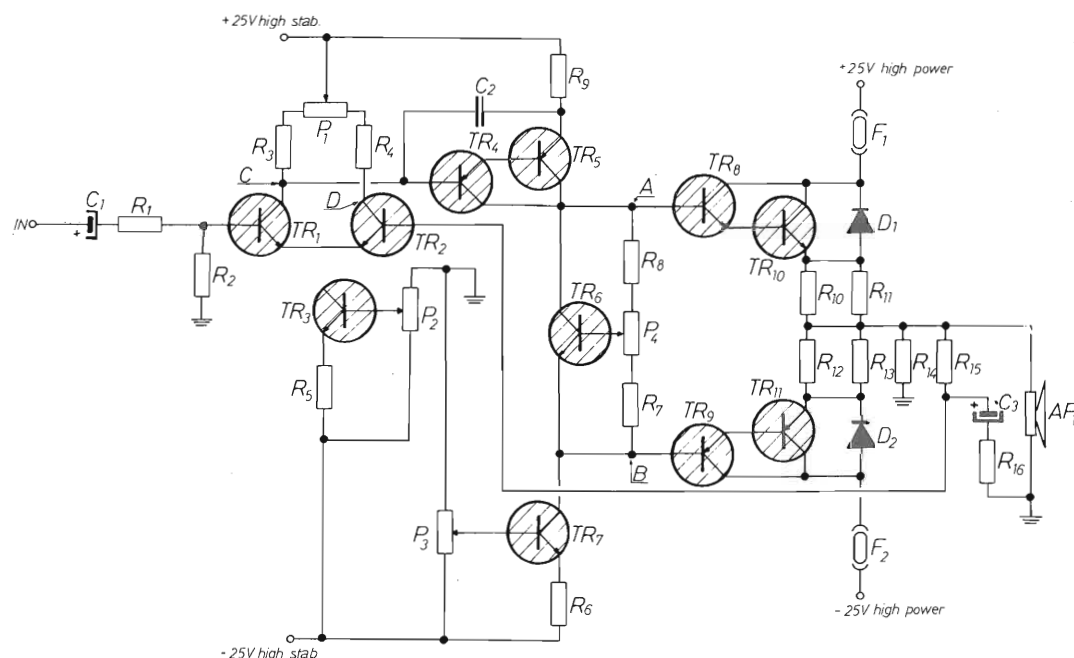 +25V high stab.
+25V high power
R9
C2
F1
P1
R3
R4
TR4
TR5
TR8
C
D
A
C1
R1
IN
+
TR1
TR2
D1
R2
R8
TR10
TR3
P2
TR6
R10
R11
P4
R5
R12
R13
R14
R15
R7
TR11
+
C3
AP1
TR9
D2
R16
B
P3
TR7
F2
R6
-25V high power
-25V high stab